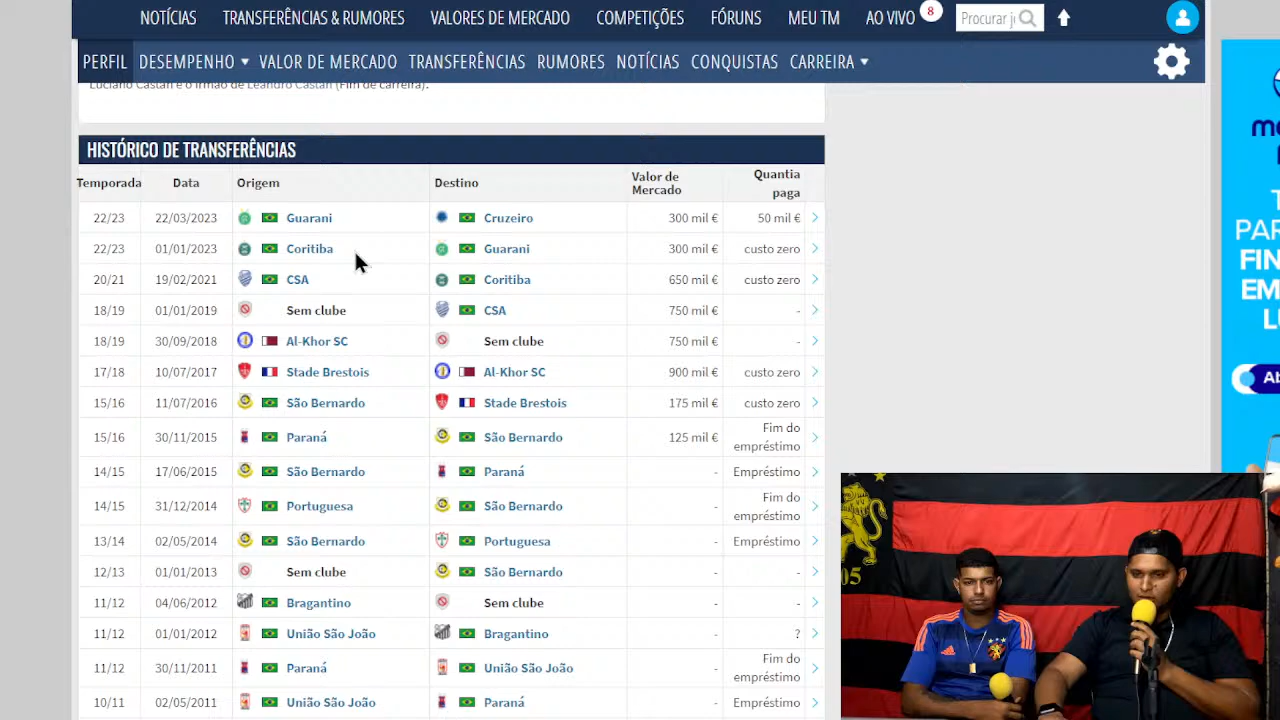 NOTÍCIAS TRANSFERÊNCIAS & RUMORES VALORES DE MERCADO COMPETIÇÕES FÓRUNS MEU TM AO VIVO 8 Procurar j
PERFIL DESEMPENHO VALOR DE MERCADO TRANSFERÊNCIAS RUMORES NOTÍCIAS CONQUISTAS CARREIRA
Luciano Castán é o irmão de Leandro Castán (Fim de carreira).
HISTÓRICO DE TRANSFERÊNCIAS
Temporada Data Origem Destino Valor de Mercado Quantia paga
22/23 22/03/2023 Guarani Cruzeiro 300 mil € 50 mil €
22/23 01/01/2023 Coritiba Guarani 300 mil € custo zero
20/21 19/02/2021 CSA Coritiba 650 mil € custo zero
18/19 01/01/2019 Sem clube CSA 750 mil € -
18/19 30/09/2018 Al-Khor SC Sem clube 750 mil € -
17/18 10/07/2017 Stade Brestois Al-Khor SC 900 mil € custo zero
15/16 11/07/2016 São Bernardo Stade Brestois 175 mil € custo zero
15/16 30/11/2015 Paraná São Bernardo 125 mil € Fim do empréstimo
14/15 17/06/2015 São Bernardo Paraná - Empréstimo
14/15 31/12/2014 Portuguesa São Bernardo - Fim do empréstimo
13/14 02/05/2014 São Bernardo Portuguesa - Empréstimo
12/13 01/01/2013 Sem clube São Bernardo - -
11/12 04/06/2012 Bragantino Sem clube - -
11/12 01/01/2012 União São João Bragantino - ?
11/12 30/11/2011 Paraná União São João - Fim do empréstimo
10/11 02/05/2011 União São João Paraná - Empréstimo
PAR
FIN
EM
Ab
05